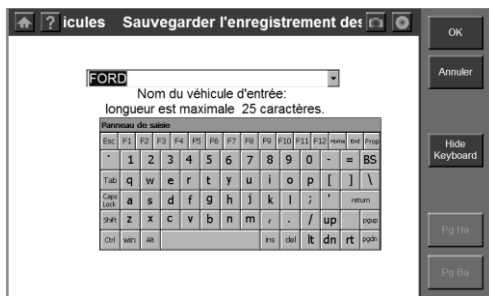 ? icules Sauvegarder l'enregistrement des
OK
FORD
Annuler
Nom du véhicule d'entrée:
longueur est maximale 25 caractères.
Panneau de saisie
Esc F1 F2 F3 F4 F5 F6 F7 F8 F9 F10 F11 F12 Home End Prop
Hide
Keyboard
` 1 2 3 4 5 6 7 8 9 0 - = BS
Tab q w e r t y u i o p [ ] \
Caps Lock a s d f g h j k l ; ' return
Shift z x c v b n m , . / up pgup
Ctrl win Alt ins del lt dn rt pgdn
Pg Ho
Pg Ba